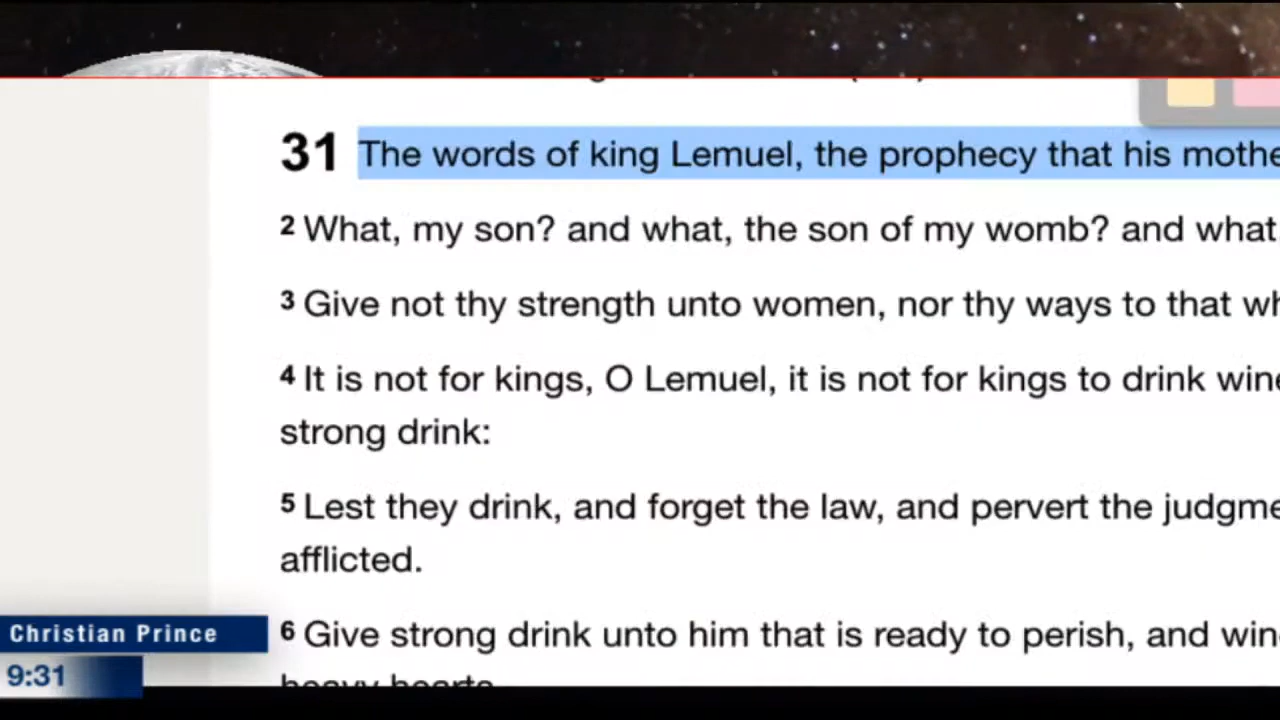 31 The words of king Lemuel, the prophecy that his mothe
2 What, my son? and what, the son of my womb? and what
3 Give not thy strength unto women, nor thy ways to that wh
4 It is not for kings, O Lemuel, it is not for kings to drink wine
strong drink:
5 Lest they drink, and forget the law, and pervert the judgme
afflicted.
6 Give strong drink unto him that is ready to perish, and wine
heavy hearts
Christian Prince
9:31